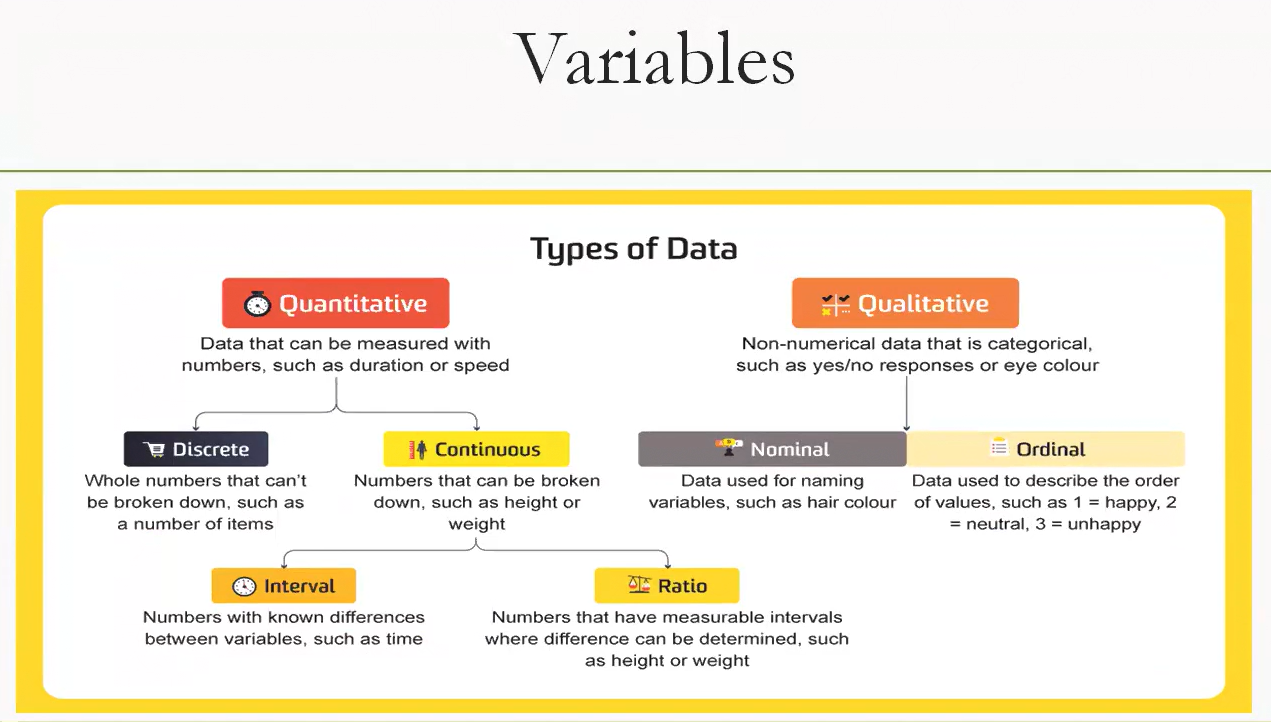 Variables
Types of Data
Quantitative
Data that can be measured with
numbers, such as duration or speed
Qualitative
Non-numerical data that is categorical,
such as yes/no responses or eye colour
Discrete
Whole numbers that can't
be broken down, such as
a number of items
Continuous
Numbers that can be broken
down, such as height or
weight
Nominal
Data used for naming
variables, such as hair colour
Ordinal
Data used to describe the order
of values, such as 1 = happy, 2
= neutral, 3 = unhappy
Interval
Numbers with known differences
between variables, such as time
Ratio
Numbers that have measurable intervals
where difference can be determined, such
as height or weight